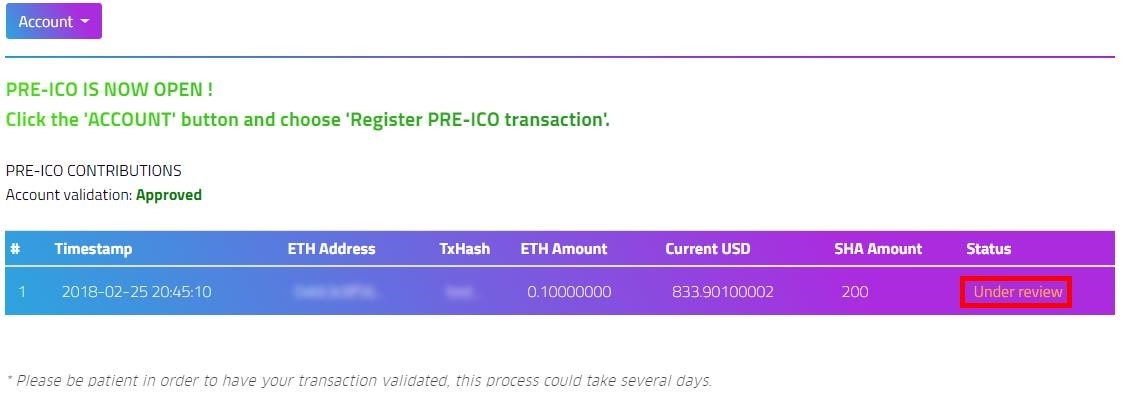 Account
PRE-ICO IS NOW OPEN !
Click the 'ACCOUNT' button and choose 'Register PRE-ICO transaction'.
PRE-ICO CONTRIBUTIONS
Account validation: Approved
# Timestamp ETH Address TxHash ETH Amount Current USD SHA Amount Status
1 2018-02-25 20:45:10 0.10000000 833.90100002 200 Under review
* Please be patient in order to have your transaction validated, this process could take several days.